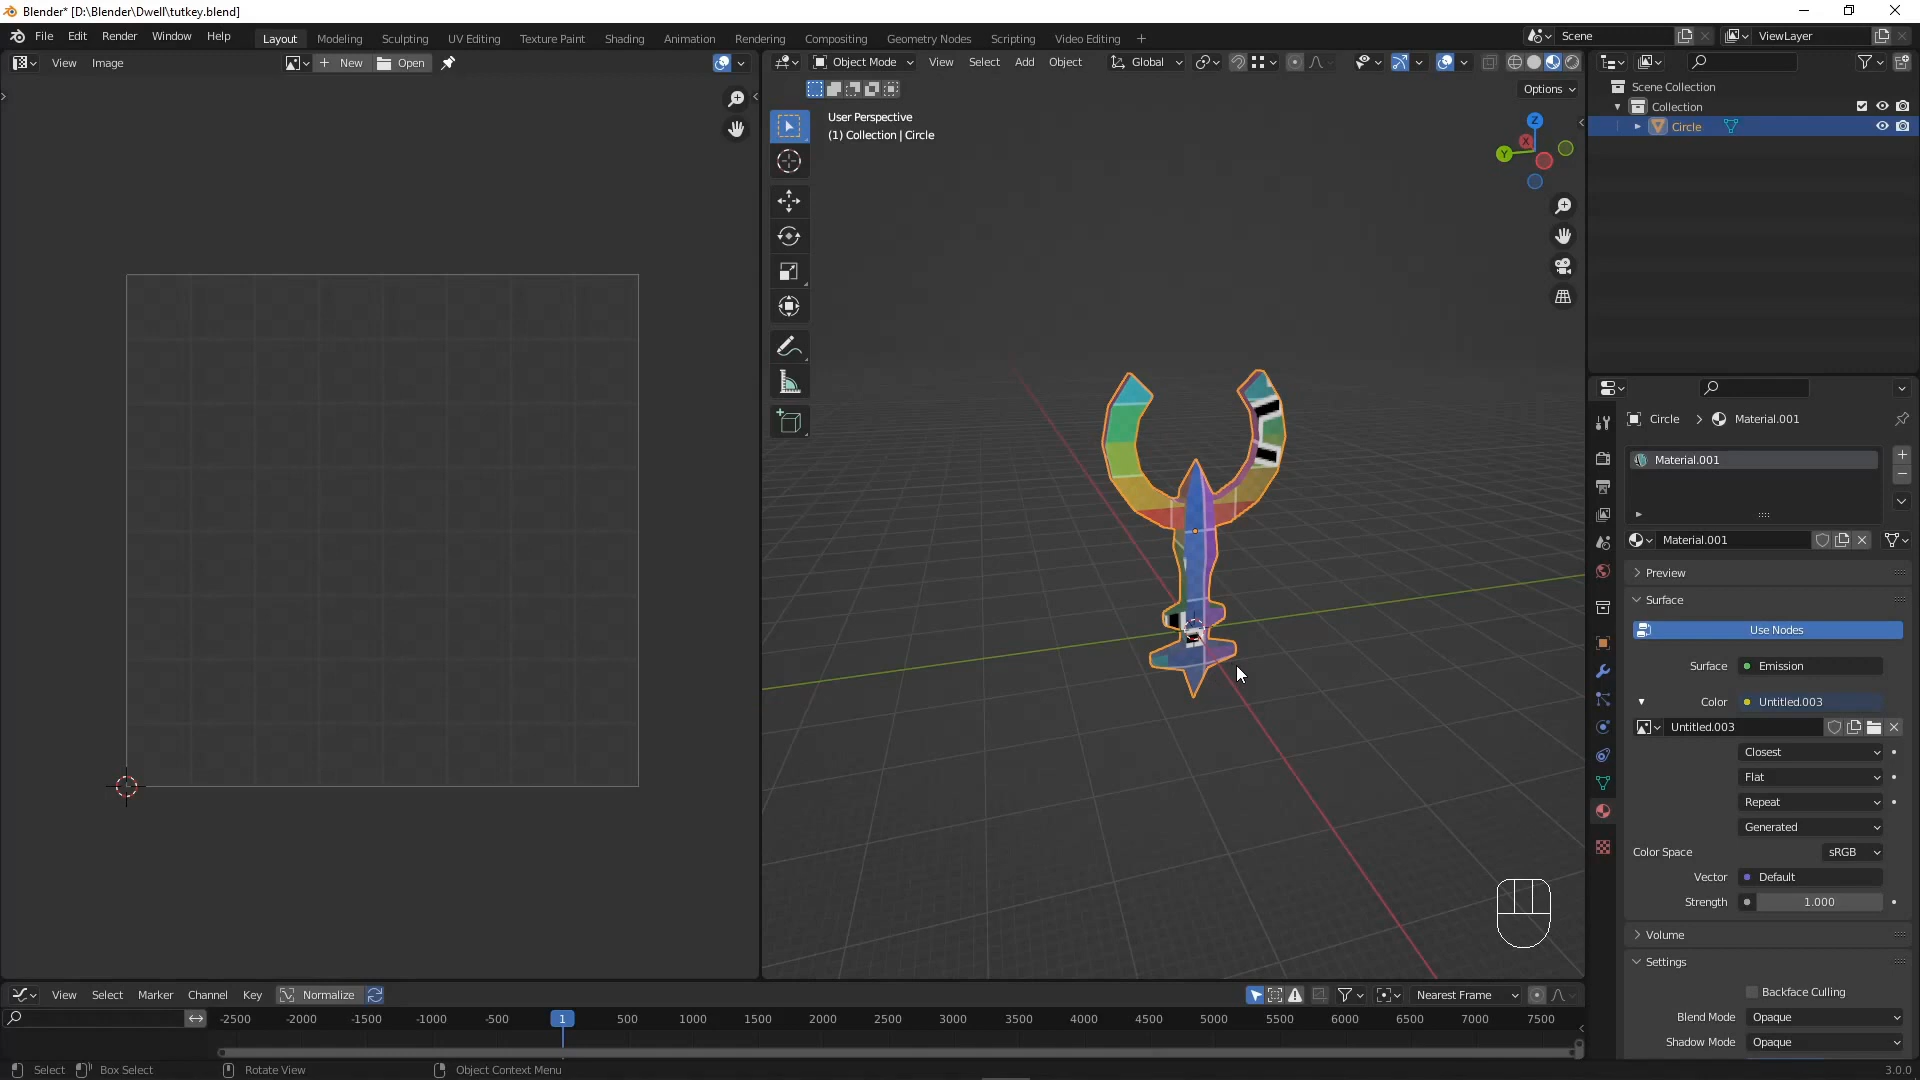 Blender* [D:\Blender\Dwell\tutkey.blend]
File Edit Render Window Help Layout Modeling Sculpting UV Editing Texture Paint Shading Animation Rendering Compositing Geometry Nodes Scripting Video Editing Scene ViewLayer
View Image New Open
Object Mode View Select Add Object Global
Options
User Perspective
(1) Collection | Circle
Z
X
Y
Scene Collection
Collection
Circle
Circle Material.001
Material.001
Material.001
Preview
Surface
Use Nodes
Surface Emission
Color Untitled.003
Untitled.003
Closest
Flat
Repeat
Generated
Color Space sRGB
Vector Default
Strength 1.000
Volume
Settings
Backface Culling
Blend Mode Opaque
Shadow Mode Opaque
View Select Marker Channel Key Normalize Nearest Frame
-2500 -2000 -1500 -1000 -500 1 500 1000 1500 2000 2500 3000 3500 4000 4500 5000 5500 6000 6500 7000 7500
Select Box Select Rotate View Object Context Menu 3.0.0